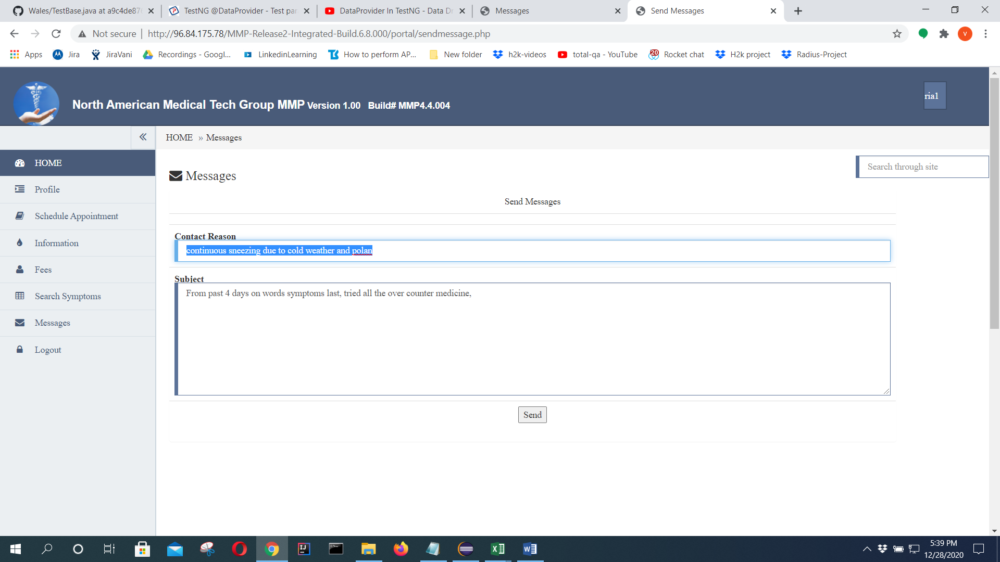 Wales/TestBase.java at a9c4de87
TestNG @DataProvider - Test par
DataProvider In TestNG - Data Dr
Messages
Send Messages
Not secure
http://96.84.175.78/MMP-Release2-Integrated-Build.6.8.000/portal/sendmessage.php
V
Apps
Jira
JiraVani
Recordings - Googl...
LinkedinLearning
How to perform AP...
New folder
h2k-videos
total-qa - YouTube
20
Rocket chat
H2k project
Radius-Project
North American Medical Tech Group MMP Version 1.00 Build# MMP4.4.004
ria1
HOME » Messages
HOME
Profile
Schedule Appointment
Information
Fees
Search Symptoms
Messages
Logout
Search through site
Messages
Send Messages
Contact Reason
continuous sneezing due to cold weather and polan
Subject
From past 4 days on words symptoms last, tried all the over counter medicine,
Send
5:39 PM
12/28/2020